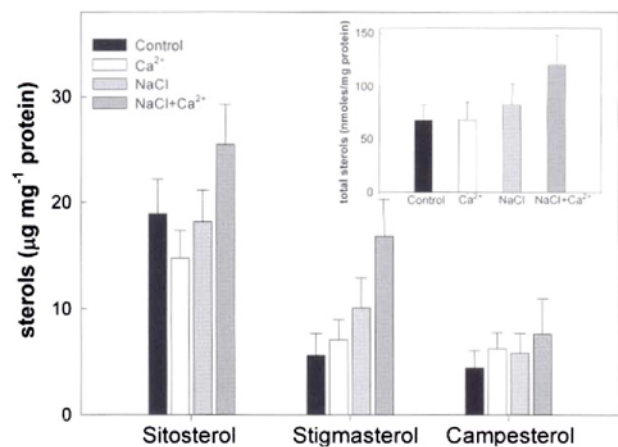 Control
Ca²⁺
NaCl
NaCl+Ca²⁺
sterols (µg mg⁻¹ protein)
30
20
10
0
Sitosterol Stigmasterol Campesterol
total sterols (nmoles/mg protein)
150
100
50
0
Control Ca²⁺ NaCl NaCl+Ca²⁺